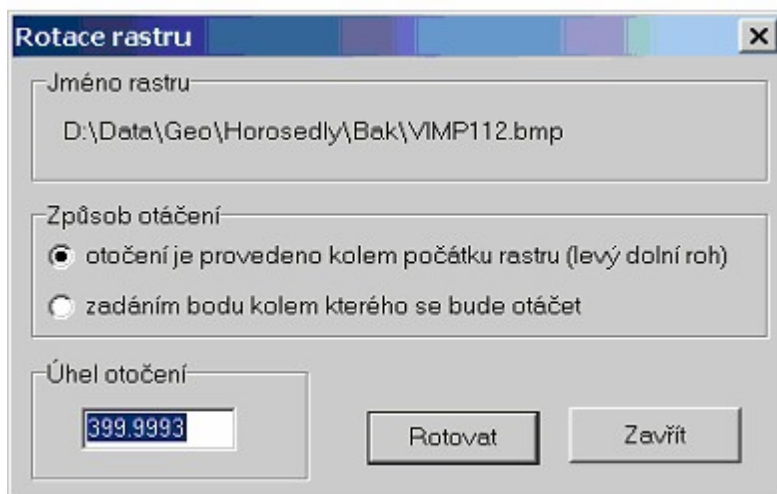 Rotace rastru
Jméno rastru
D:\Data\Geo\Horosedly\Bak\VIMP112.bmp
Způsob otáčení
otočení je provedeno kolem počátku rastru (levý dolní roh)
zadáním bodu kolem kterého se bude otáčet
Úhel otočení
399.9993
Rotovat
Zavřít